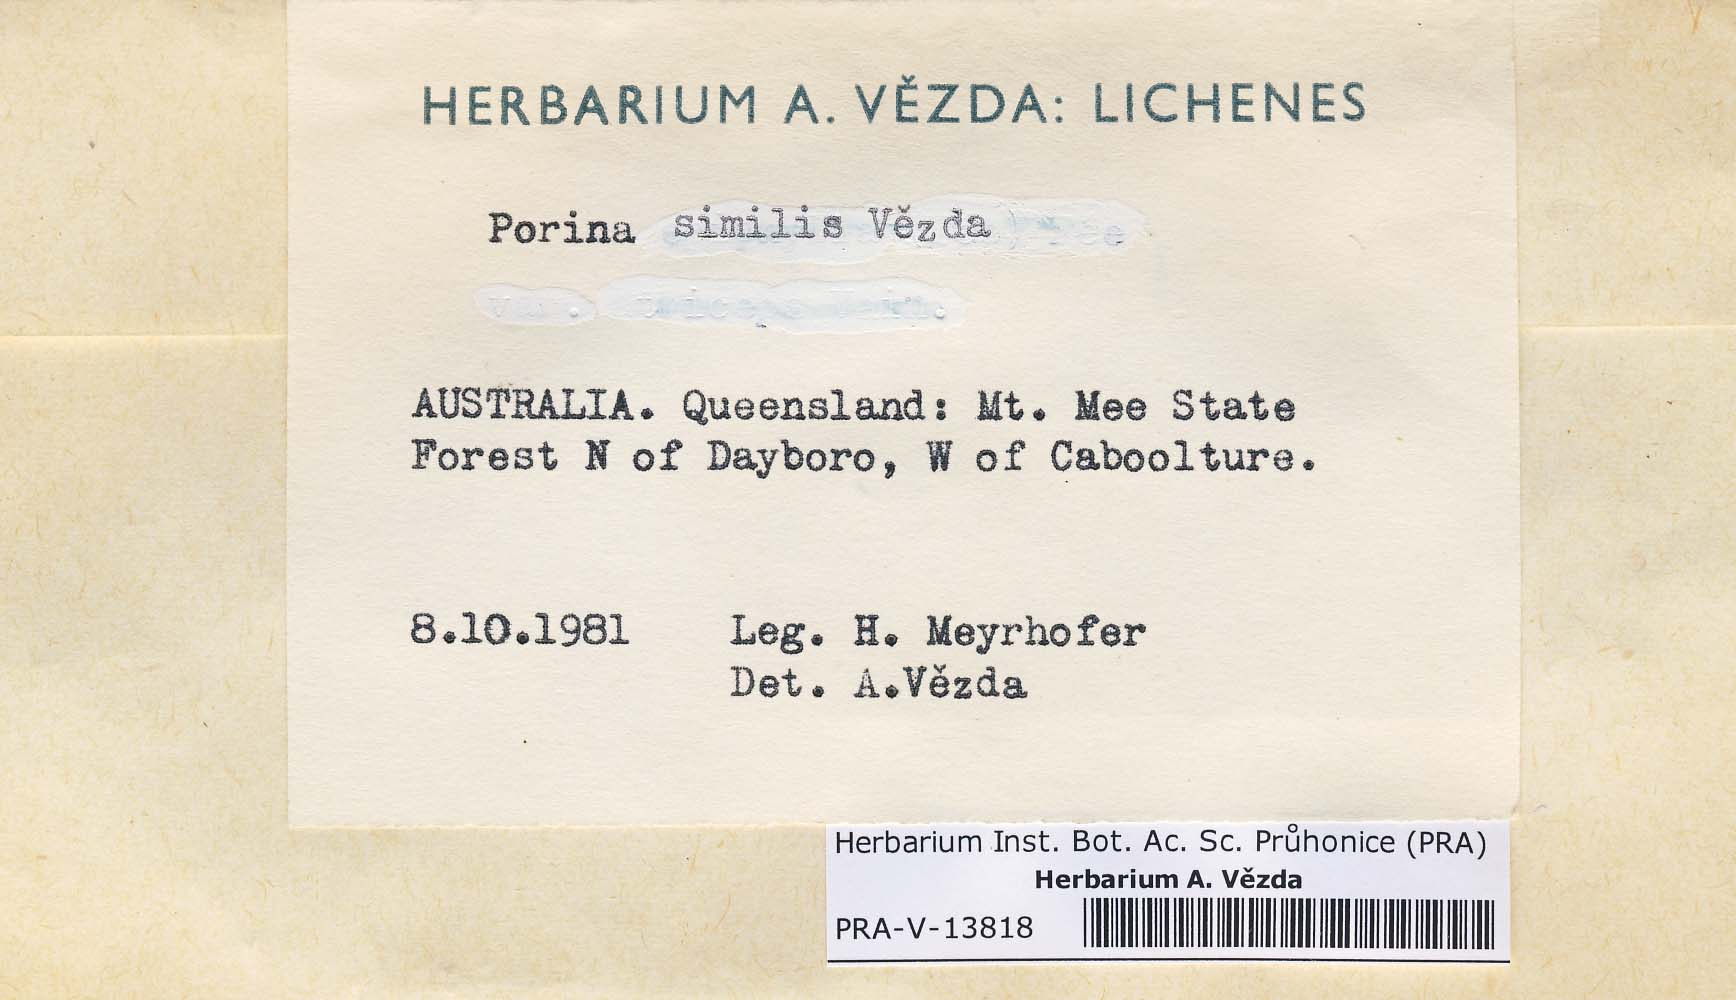 HERBARIUM A. VĚZDA: LICHENES
Porina similis Vězda
AUSTRALIA. Queensland: Mt. Mee State
Forest N of Dayboro, W of Caboolture.
8.10.1981 Leg. H. Meyrhofer
Det. A.Vězda
Herbarium Inst. Bot. Ac. Sc. Průhonice (PRA)
Herbarium A. Vězda
PRA-V-13818